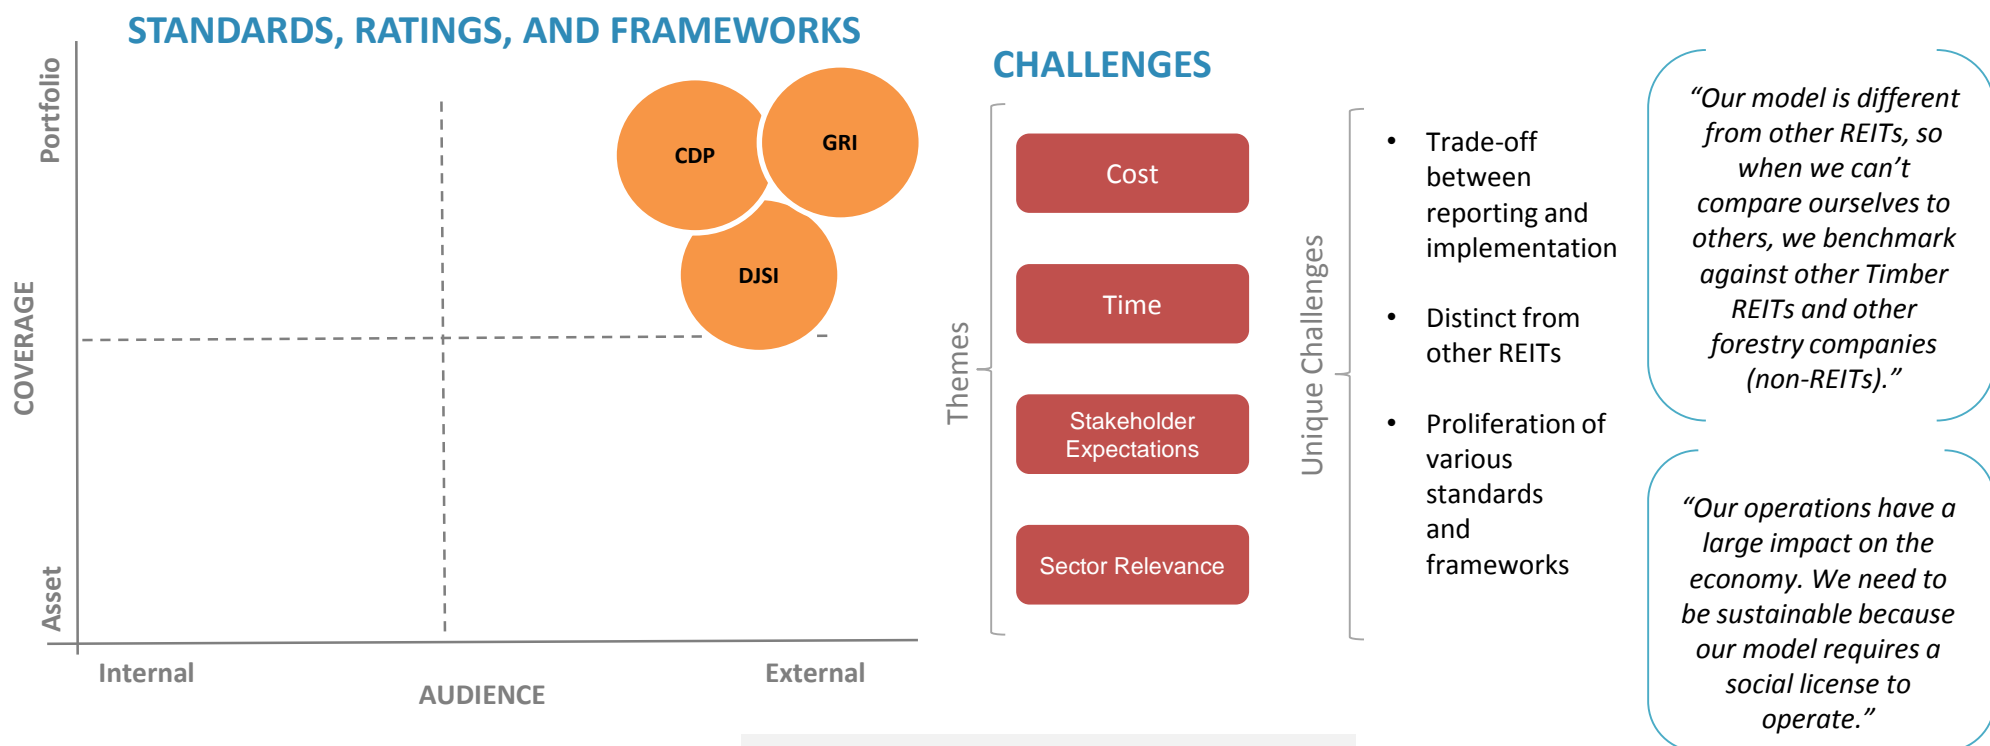 STANDARDS, RATINGS, AND FRAMEWORKS
Portfolio
COVERAGE
Asset
CDP
GRI
DJSI
Internal
External
AUDIENCE
CHALLENGES
Themes
Cost
Time
Stakeholder
Expectations
Sector Relevance
Unique Challenges
• Trade-off
between
reporting and
implementation
• Distinct from
other REITs
• Proliferation of
various
standards
and
frameworks
“Our model is different
from other REITs, so
when we can’t
compare ourselves to
others, we benchmark
against other Timber
REITs and other
forestry companies
(non-REITs).”
“Our operations have a
large impact on the
economy. We need to
be sustainable because
our model requires a
social license to
operate.”